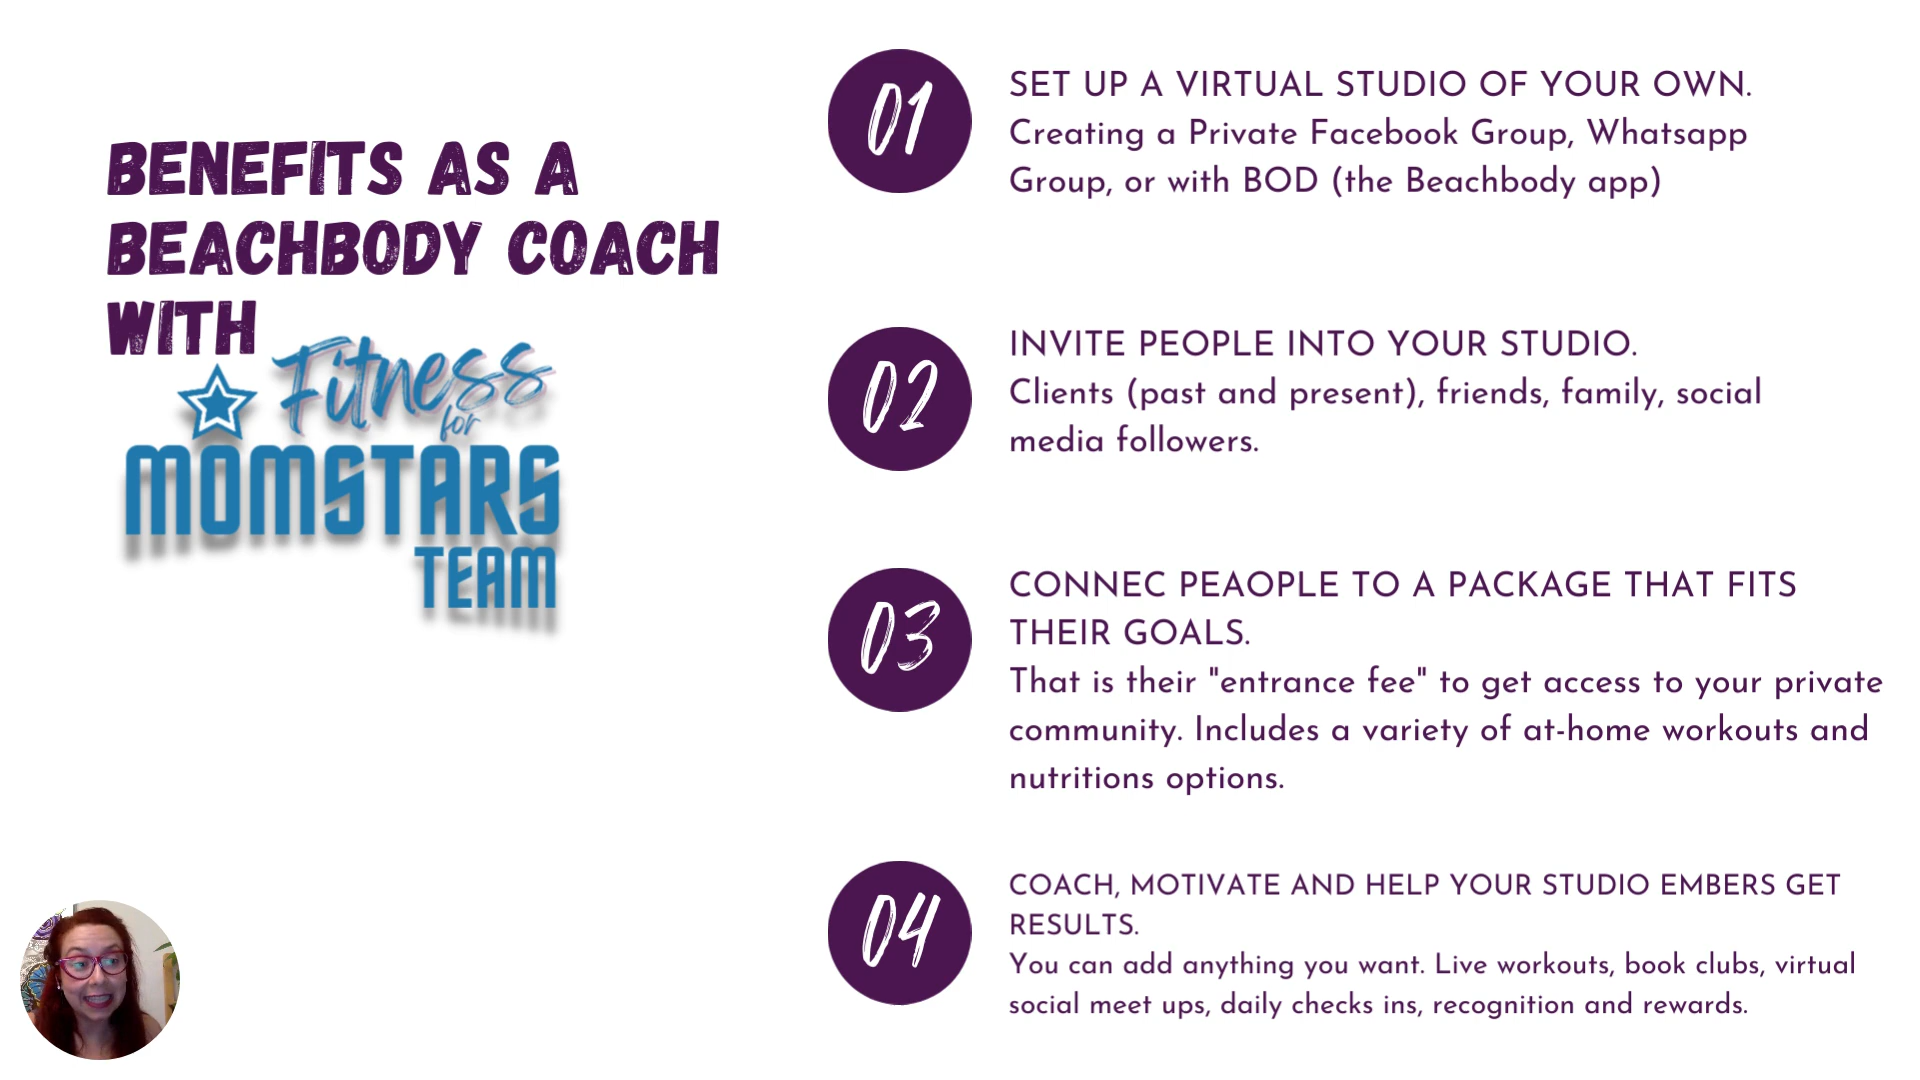 BENEFITS AS A
BEACHBODY COACH
WITH
Fitness
for
MOMSTARS
TEAM
01
SET UP A VIRTUAL STUDIO OF YOUR OWN.
Creating a Private Facebook Group, Whatsapp
Group, or with BOD (the Beachbody app)
02
INVITE PEOPLE INTO YOUR STUDIO.
Clients (past and present), friends, family, social
media followers.
03
CONNEC PEAOPLE TO A PACKAGE THAT FITS
THEIR GOALS.
That is their "entrance fee" to get access to your private
community. Includes a variety of at-home workouts and
nutritions options.
04
COACH, MOTIVATE AND HELP YOUR STUDIO EMBERS GET
RESULTS.
You can add anything you want. Live workouts, book clubs, virtual
social meet ups, daily checks ins, recognition and rewards.